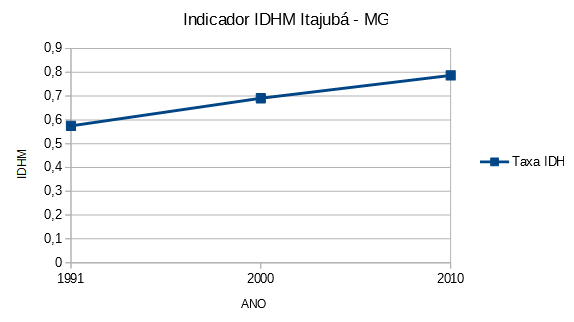 Indicador IDHM Itajubá - MG
0,9
0,8
0,7
0,6
0,5
0,4
0,3
0,2
0,1
0
IDHM
1991 2000 2010
ANO
Taxa IDH